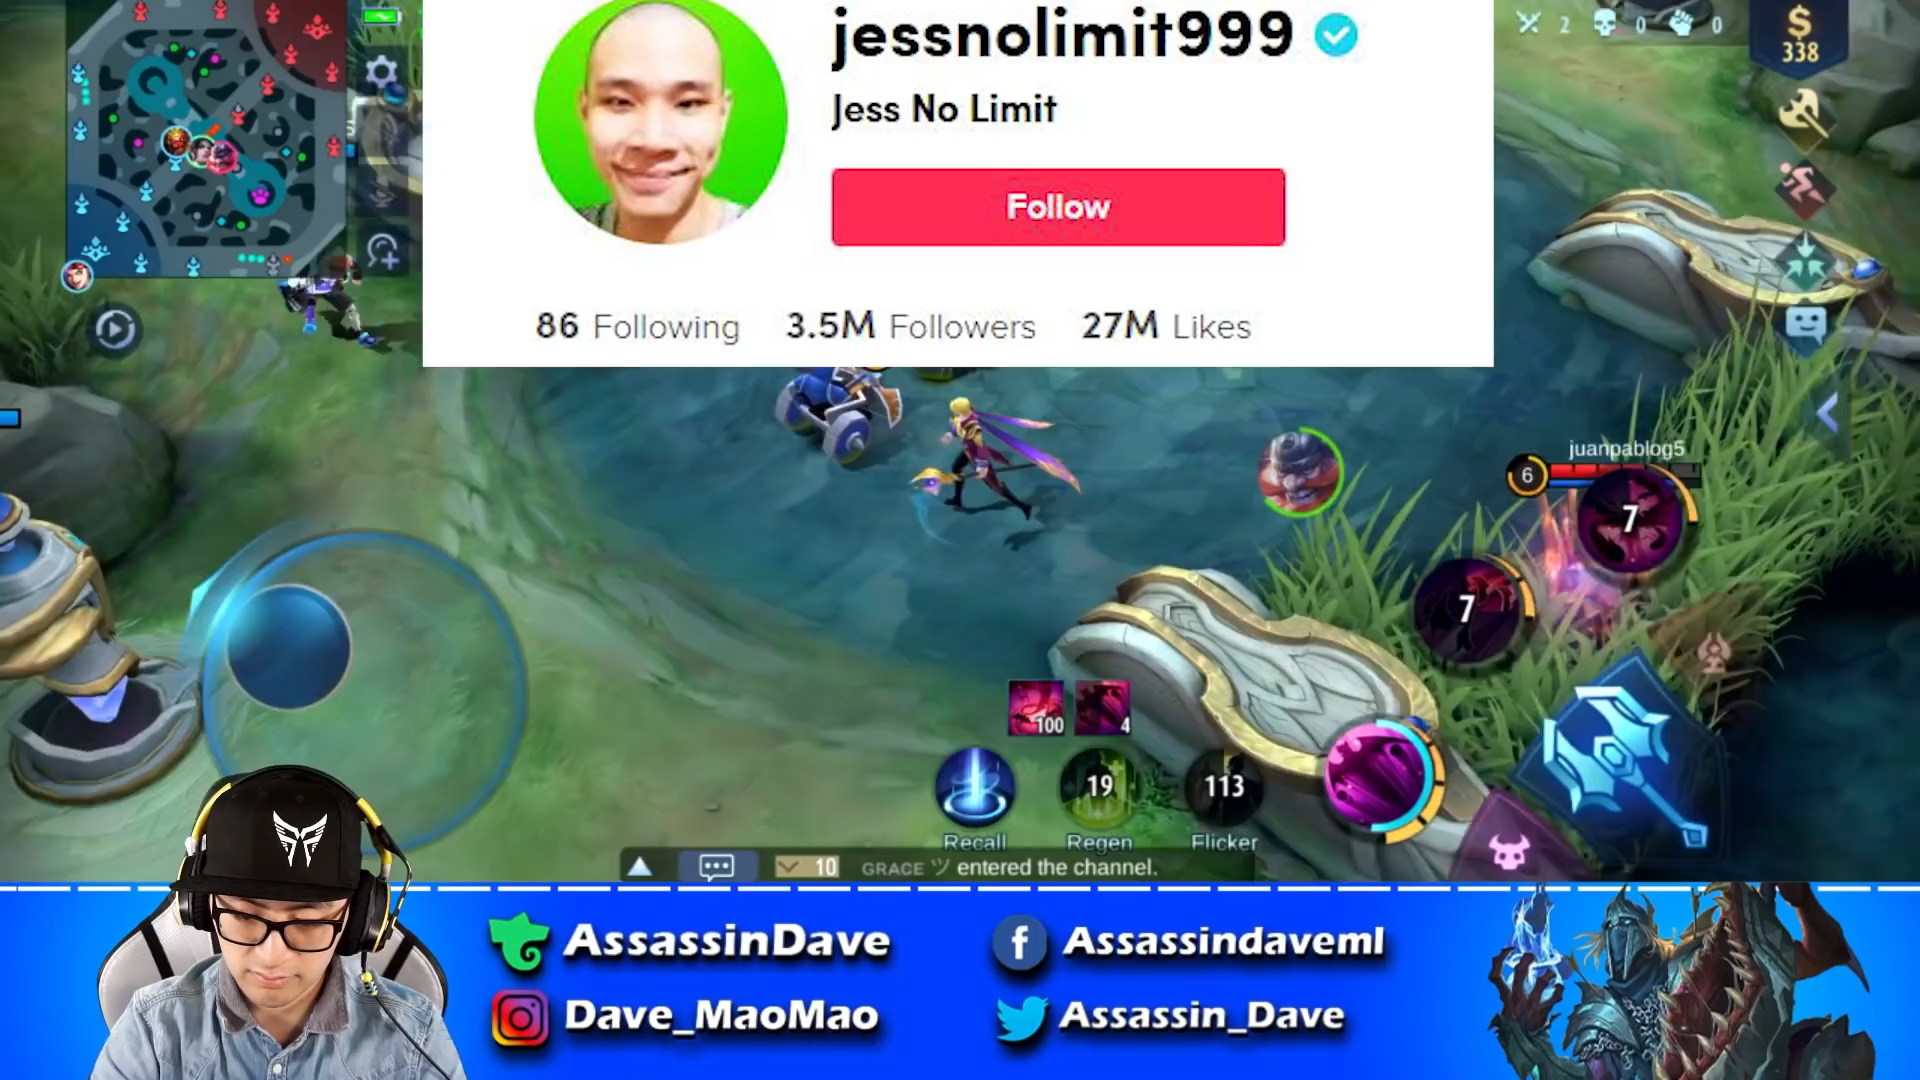 jessnolimit999
Jess No Limit
Follow
86 Following 3.5M Followers 27M Likes
2 0 0
$
338
juanpablog5
6
7
7
100 4
19 113
Recall Regen Flicker
10 GRACE ツ entered the channel.
AssassinDave
Assassindaveml
Dave_MaoMao
Assassin_Dave